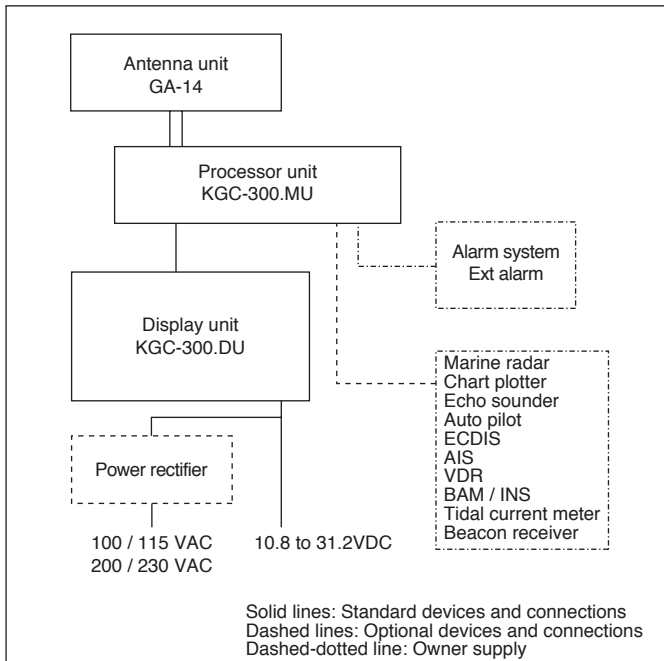 Antenna unit
GA-14
Processor unit
KGC-300.MU
Alarm system
Ext alarm
Display unit
KGC-300.DU
Marine radar
Chart plotter
Echo sounder
Auto pilot
ECDIS
AIS
VDR
BAM / INS
Tidal current meter
Beacon receiver
Power rectifier
100 / 115 VAC
200 / 230 VAC
10.8 to 31.2VDC
Solid lines: Standard devices and connections
Dashed lines: Optional devices and connections
Dashed-dotted line: Owner supply